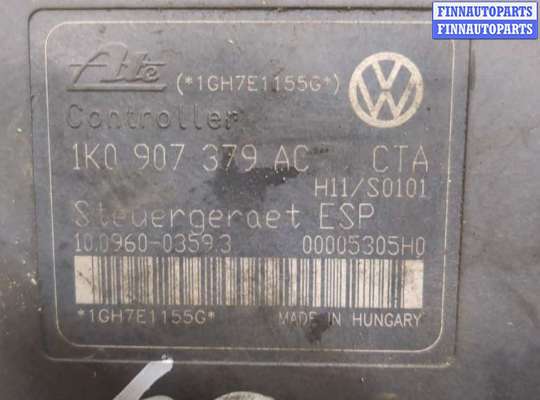 FINNAUTOPARTS
FINNAUTOPARTS
Ate (*1GH7E1155G*)
Controller
1K0 907 379 AC CTA
H11/S0101
Steuergeraet ESP
10.0960-0359.3 00005305H0
*1GH7E1155G* MADE IN HUNGARY